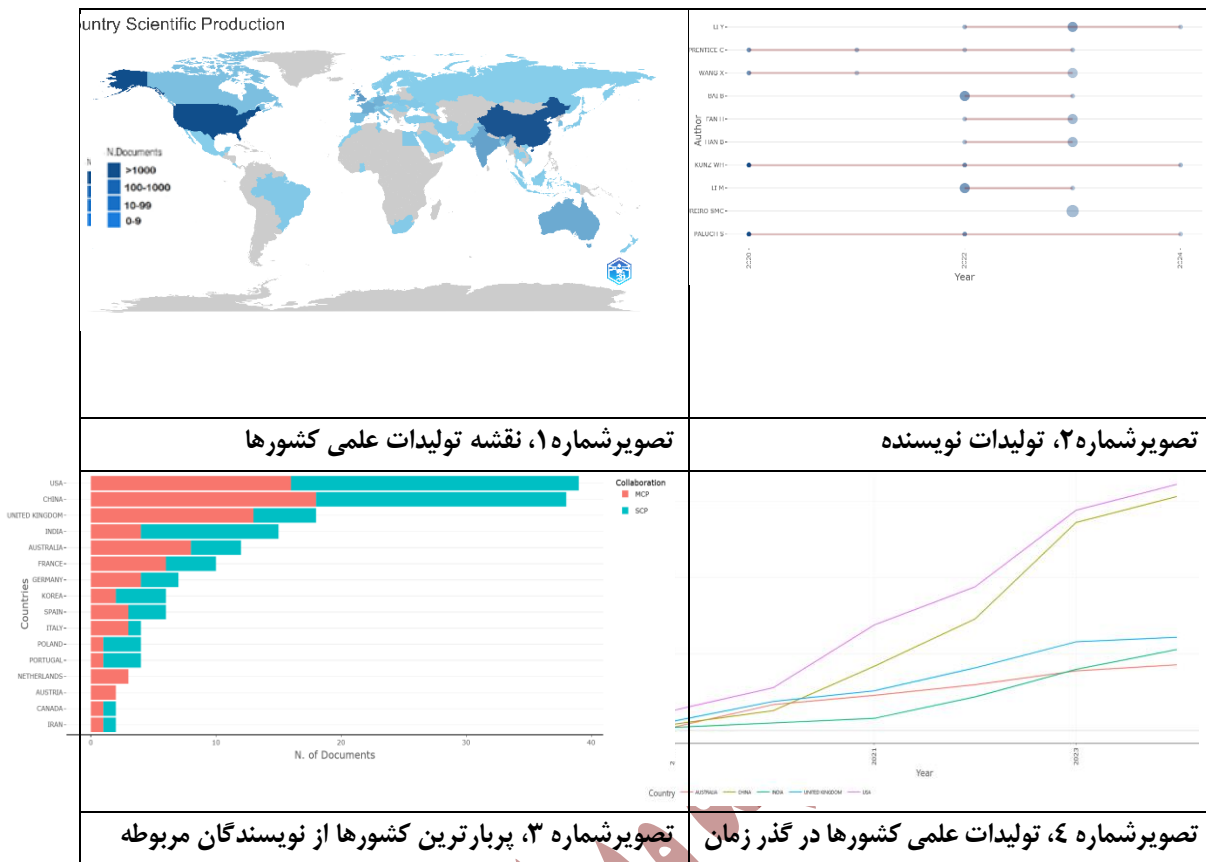 untry Scientific Production
N.Documents
N
>1000
100-1000
10-99
0-9
LI Y
PRENTICE C
WANG X
BAI B
KUNZ WH
LI M
PALUCH S
Author
2020
2022
2024
Year
تصویرشماره۲، تولیدات نویسنده
تصویرشماره۱، نقشه تولیدات علمی کشورها
USA
CHINA
UNITED KINGDOM
INDIA
AUSTRALIA
FRANCE
GERMANY
KOREA
SPAIN
ITALY
POLAND
PORTUGAL
NETHERLANDS
AUSTRIA
CANADA
IRAN
Countries
0 10 20 30 40
N. of Documents
Collaboration
MCP
SCP
2021
2023
Year
Country AUSTRALIA CHINA INDIA UNITED KINGDOM USA
تصویرشماره ٤، تولیدات علمی کشورها در گذر زمان
تصویرشماره ۳، پربارترین کشورها از نویسندگان مربوطه